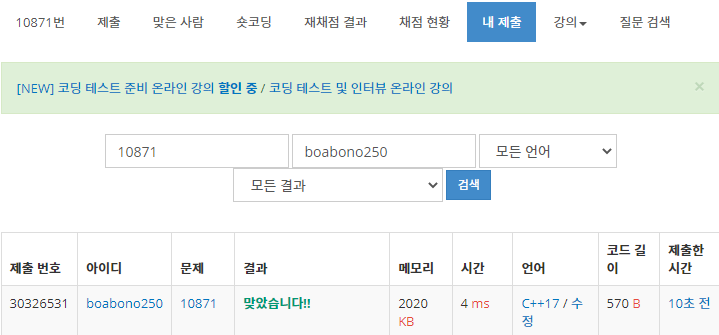 10871번 제출 맞은 사람 숏코딩 재채점 결과 채점 현황 내 제출 강의 질문 검색
[NEW] 코딩 테스트 준비 온라인 강의 할인 중 / 코딩 테스트 및 인터뷰 온라인 강의 ×
10871 boabono250 모든 언어
모든 결과 검색
제출 번호 아이디 문제 결과 메모리 시간 언어 코드 길이 제출한 시간
30326531 boabono250 10871 맞았습니다!! 2020 KB 4 ms C++17 / 수정 570 B 10초 전